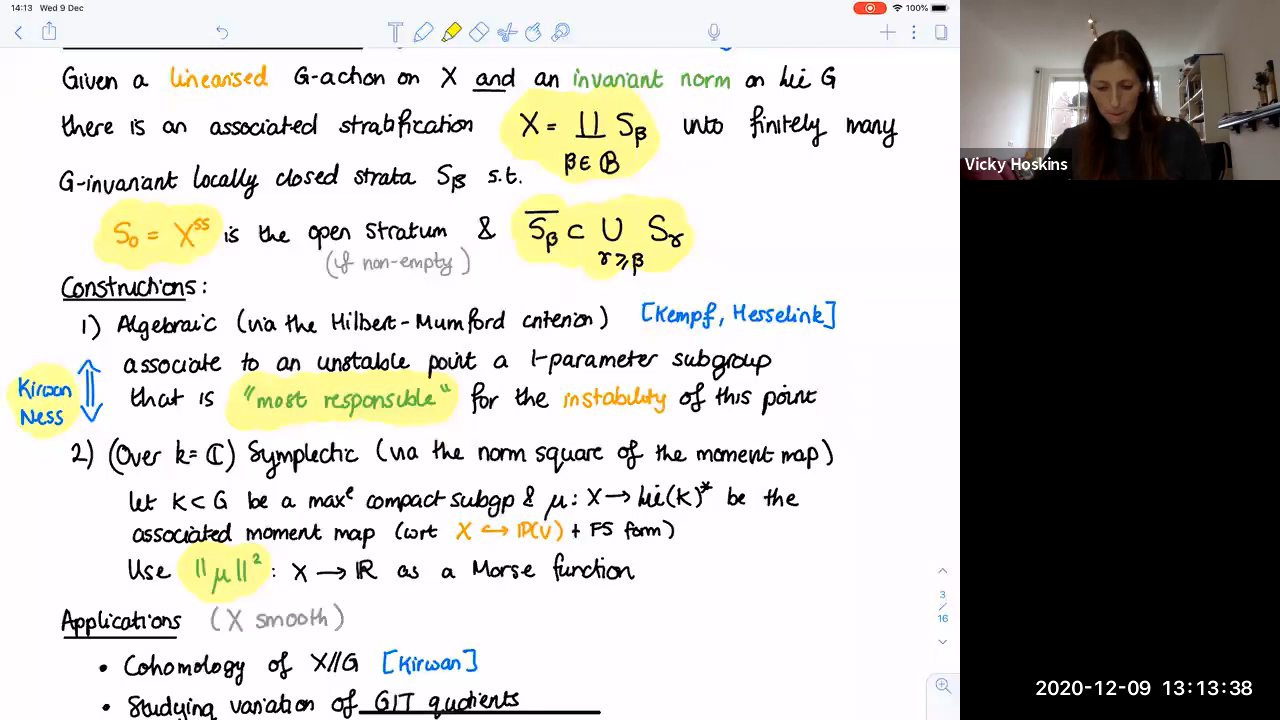 14:13 Wed 9 Dec
100%
Given a linearised G-action on X and an invariant norm on Lie G
there is an associated stratification X = ∐ S_β into finitely many
β∈𝔅
G-invariant locally closed strata S_β s.t.
S_0 = X^{ss} is the open stratum & \overline{S_β} ⊂ ∪ S_γ
(if non-empty) γ⩾β
Constructions:
1) Algebraic (via the Hilbert-Mumford criterion) [Kempf, Hesselink]
associate to an unstable point a 1-parameter subgroup
that is "most responsible" for the instability of this point
Kirwan
Ness
2) (Over k=ℂ) Symplectic (via the norm square of the moment map)
Let K<G be a max^l compact subgp & μ: X → Lie(K)^* be the
associated moment map (wrt X ↪ ℙ(V) + FS form)
Use ||μ||^2 : X → ℝ as a Morse function
Applications (X smooth)
• Cohomology of X//G [Kirwan]
• Studying variation of GIT quotients
3
/
16
Vicky Hoskins
2020-12-09 13:13:38